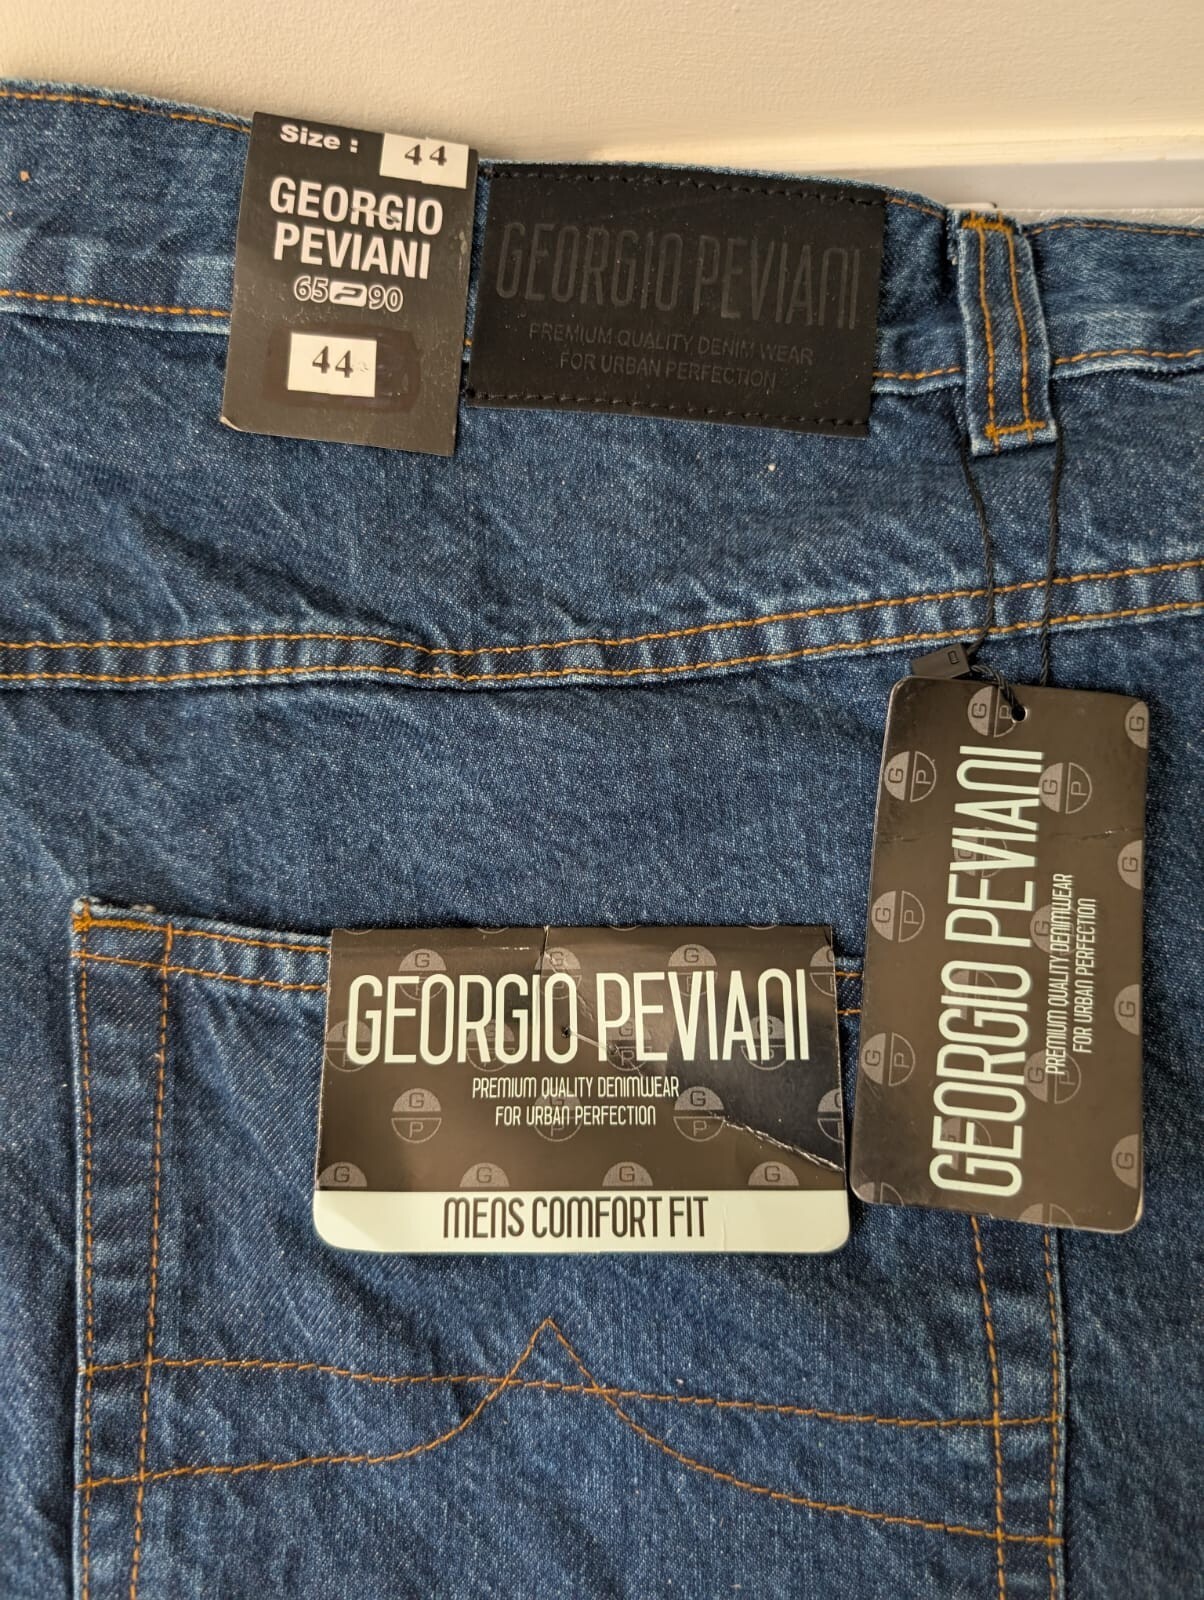 Size : 44
GEORGIO
PEVIANI
65 90
44
GEORGIO PEVIANI
PREMIUM QUALITY DENIM WEAR
FOR URBAN PERFECTION
GEORGIO PEVIANI
PREMIUM QUALITY DENIMWEAR
FOR URBAN PERFECTION
MENS COMFORT FIT
GEORGIO PEVIANI
PREMIUM QUALITY DENIMWEAR
FOR URBAN PERFECTION
G P